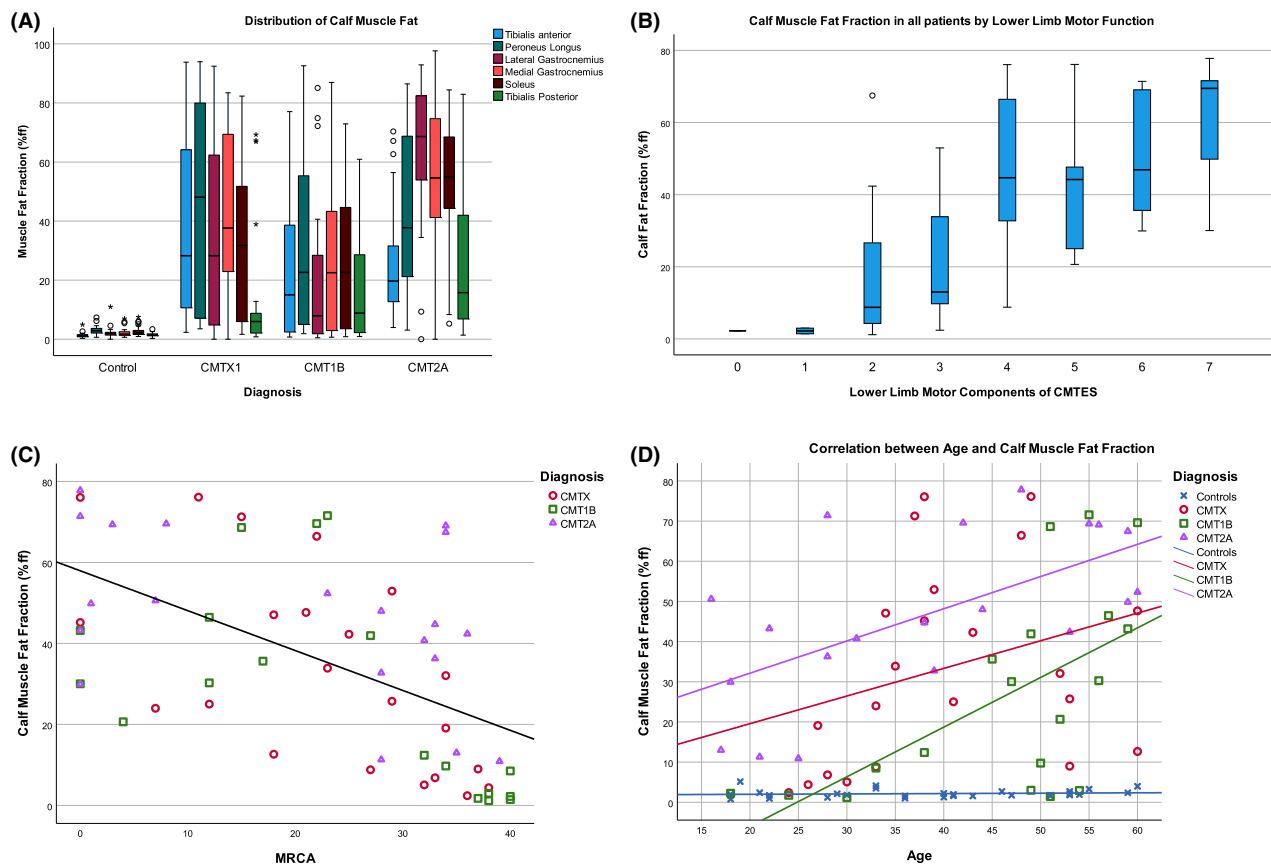 (A)
Distribution of Calf Muscle Fat
Muscle Fat Fraction (%ff)
100
80
60
40
20
0
Control
CMTX1
CMT1B
CMT2A
Diagnosis
Tibialis anterior
Peroneus Longus
Lateral Gastrocnemius
Medial Gastrocnemius
Soleus
Tibialis Posterior
(B)
Calf Muscle Fat Fraction in all patients by Lower Limb Motor Function
Calf Fat Fraction (%ff)
80
60
40
20
0
0 1 2 3 4 5 6 7
Lower Limb Motor Components of CMTES
(C)
Calf Muscle Fat Fraction (%ff)
80
60
40
20
0
0 10 20 30 40
MRCA
Diagnosis
CMTX
CMT1B
CMT2A
(D)
Correlation between Age and Calf Muscle Fat Fraction
Calf Muscle Fat Fraction (%ff)
80
70
60
50
40
30
20
10
0
15 20 25 30 35 40 45 50 55 60
Age
Diagnosis
Controls
CMTX
CMT1B
CMT2A
Controls
CMTX
CMT1B
CMT2A